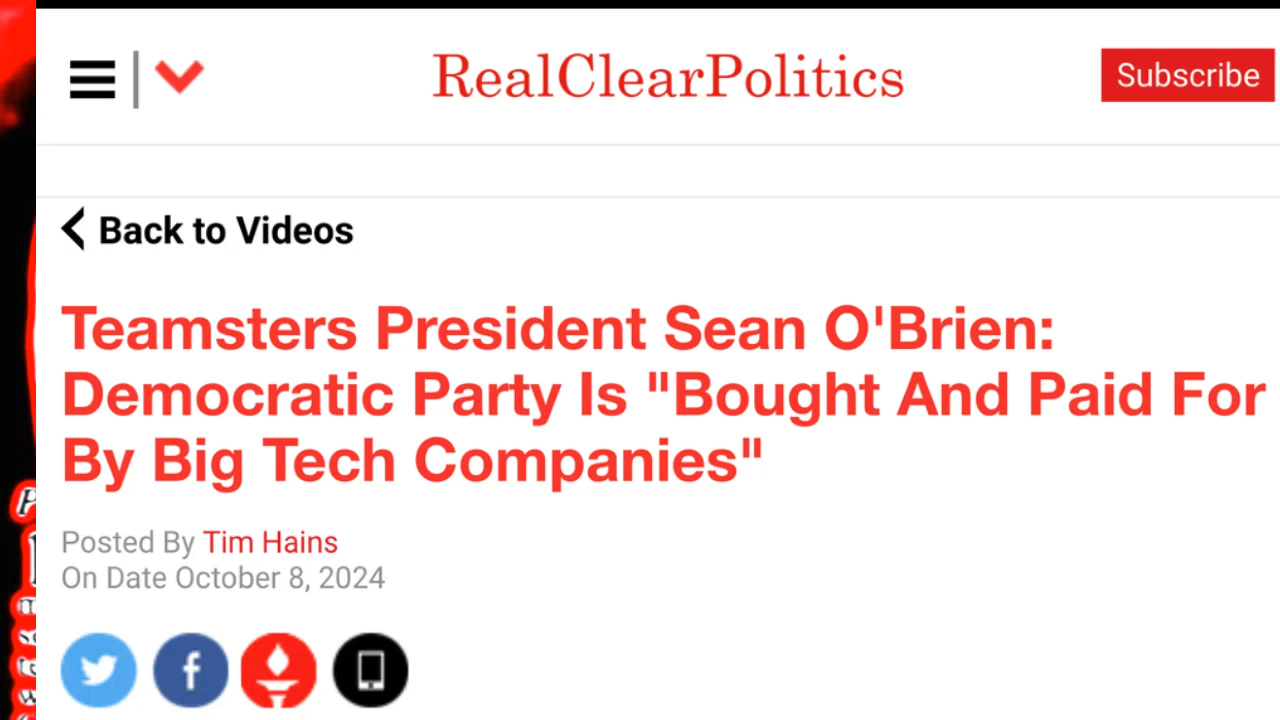 RealClearPolitics
Subscribe
Back to Videos
Teamsters President Sean O'Brien:
Democratic Party Is "Bought And Paid For
By Big Tech Companies"
Posted By Tim Hains
On Date October 8, 2024